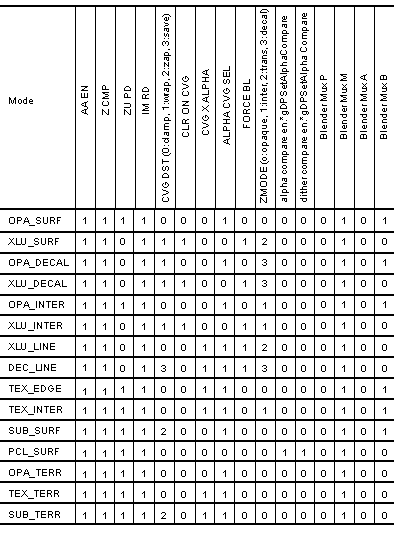 Mode AA EN Z CMP ZU PD IM RD CVG DST (0:clamp, 1:wrap, 2:zap, 3:save) CLR ON CVG CVG X ALPHA ALPHA CVG SEL FORCE BL ZMODE (o:opaque, 1:inter, 2:trans, 3:decal) alpha compare en:*gDPSetAlphaCompare dither compare en:*gDPSetAlpha Compare Blender Mux P Blender Mux M Blender Mux A Blender Mux B
OPA_SURF 1 1 1 1 0 0 0 1 0 0 0 0 0 1 0 1
XLU_SURF 1 1 0 1 1 1 0 0 1 2 0 0 0 1 0 0
OPA_DECAL 1 1 0 1 0 0 0 1 0 3 0 0 0 1 0 1
XLU_DECAL 1 1 0 1 1 1 0 0 1 3 0 0 0 1 0 0
OPA_INTER 1 1 1 1 0 0 0 1 0 1 0 0 0 1 0 1
XLU_INTER 1 1 0 1 1 1 0 0 1 1 0 0 0 1 0 0
XLU_LINE 1 1 0 1 0 0 1 1 1 2 0 0 0 1 0 0
DEC_LINE 1 1 0 1 3 0 1 1 1 3 0 0 0 1 0 0
TEX_EDGE 1 1 1 1 0 0 1 1 0 0 0 0 0 1 0 1
TEX_INTER 1 1 1 1 0 0 1 1 0 1 0 0 0 1 0 1
SUB_SURF 1 1 1 1 2 0 0 1 0 0 0 0 0 1 0 1
PCL_SURF 1 1 1 1 0 0 0 0 0 0 1 1 0 1 0 0
OPA_TERR 1 1 1 1 0 0 0 1 0 0 0 0 0 1 0 0
TEX_TERR 1 1 1 1 0 0 1 1 0 0 0 0 0 1 0 0
SUB_TERR 1 1 1 1 2 0 1 1 0 0 0 0 0 1 0 0